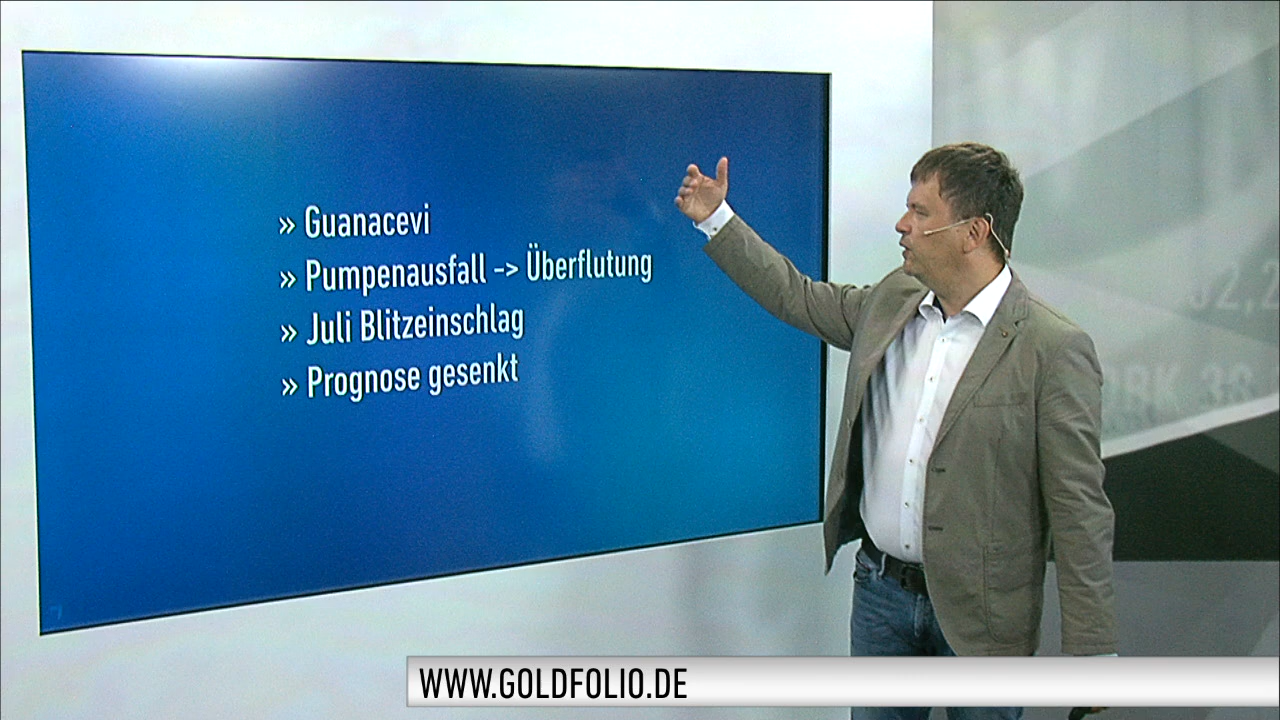 » Guanacevi
» Pumpenausfall -> Überflutung
» Juli Blitzeinschlag
» Prognose gesenkt
WWW.GOLDFOLIO.DE